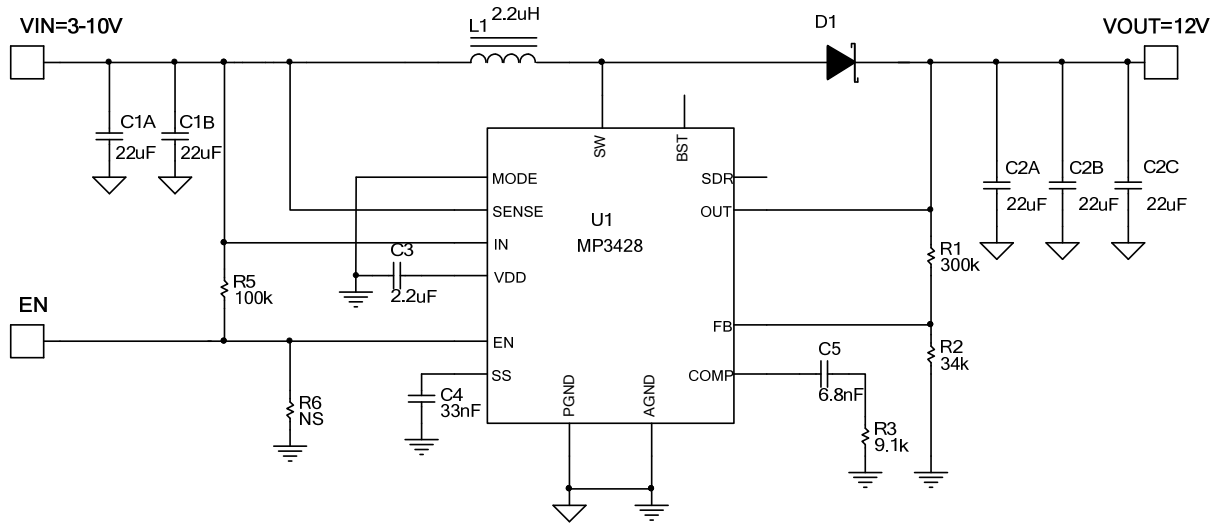 VIN=3-10V
L1
2.2uH
D1
VOUT=12V
C1A
22uF
C1B
22uF
SW
BST
MODE
SENSE
IN
VDD
EN
SS
SDR
OUT
FB
COMP
PGND
AGND
U1
MP3428
C3
2.2uF
R5
100k
EN
R6
NS
C4
33nF
C5
6.8nF
R3
9.1k
R1
300k
R2
34k
C2A
22uF
C2B
22uF
C2C
22uF